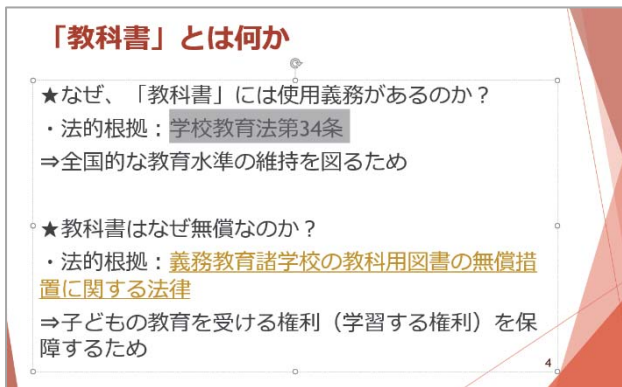 「教科書」とは何か
★なぜ、「教科書」には使用義務があるのか？
・法的根拠：学校教育法第34条
⇒全国的な教育水準の維持を図るため
★教科書はなぜ無償なのか？
・法的根拠：義務教育諸学校の教科用図書の無償措
置に関する法律
⇒子どもの教育を受ける権利（学習する権利）を保
障するため
4